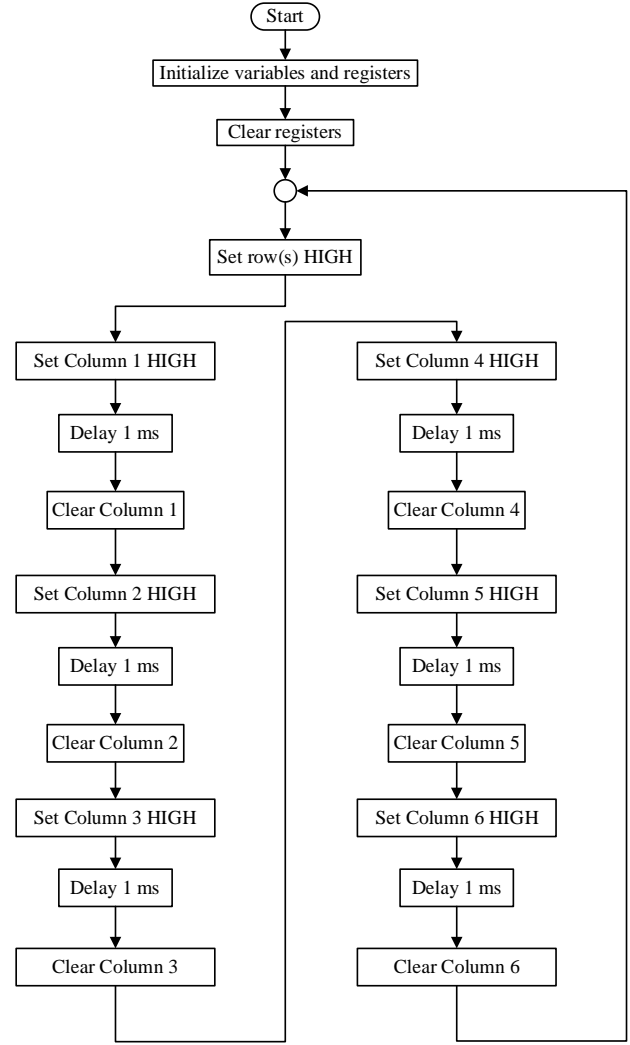 Start
Initialize variables and registers
Clear registers
Set row(s) HIGH
Set Column 1 HIGH
Delay 1 ms
Clear Column 1
Set Column 2 HIGH
Delay 1 ms
Clear Column 2
Set Column 3 HIGH
Delay 1 ms
Clear Column 3
Set Column 4 HIGH
Delay 1 ms
Clear Column 4
Set Column 5 HIGH
Delay 1 ms
Clear Column 5
Set Column 6 HIGH
Delay 1 ms
Clear Column 6